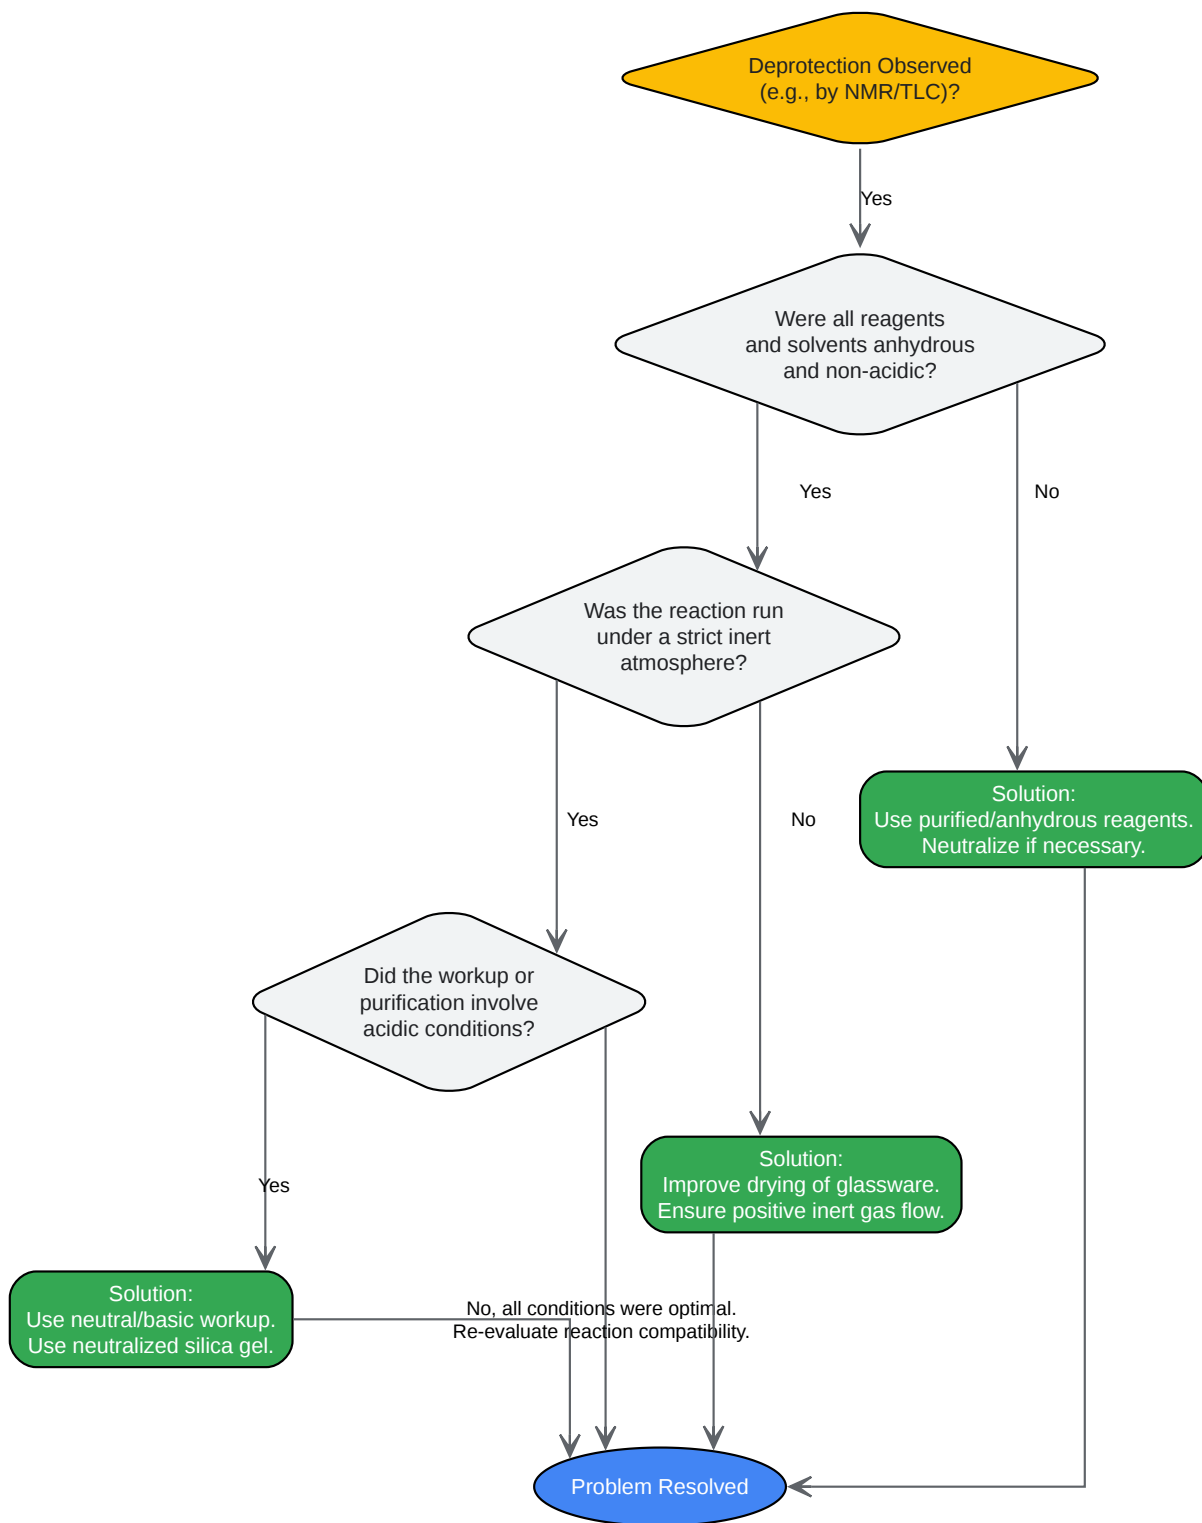 Deprotection Observed
(e.g., by NMR/TLC)?
Yes
Were all reagents
and solvents anhydrous
and non-acidic?
Yes
No
Was the reaction run
under a strict inert
atmosphere?
Yes
No
Solution:
Use purified/anhydrous reagents.
Neutralize if necessary.
Did the workup or
purification involve
acidic conditions?
Yes
Solution:
Improve drying of glassware.
Ensure positive inert gas flow.
Solution:
Use neutral/basic workup.
Use neutralized silica gel.
No, all conditions were optimal.
Re-evaluate reaction compatibility.
Problem Resolved